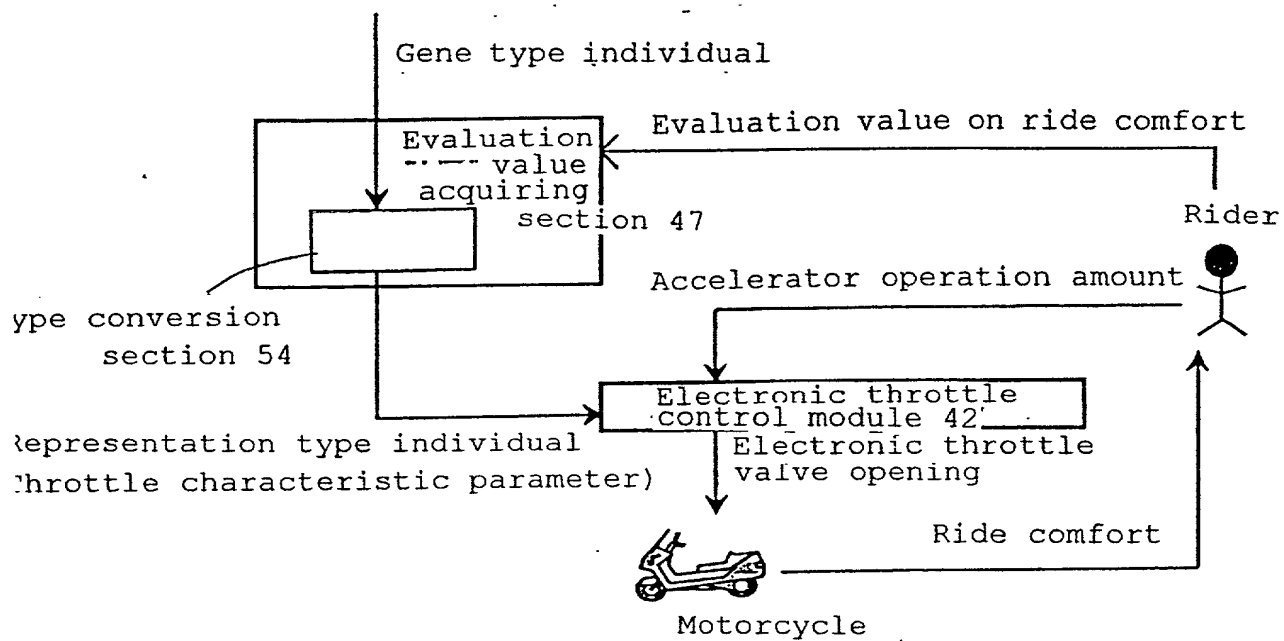 Gene type individual
Evaluation
value
acquiring
section 47
Evaluation value on ride comfort
Rider
Accelerator operation amount
ype conversion
section 54
Electronic throttle
control module 42
Representation type individual
Throttle characteristic parameter)
Electronic throttle
valve opening
Ride comfort
Motorcycle